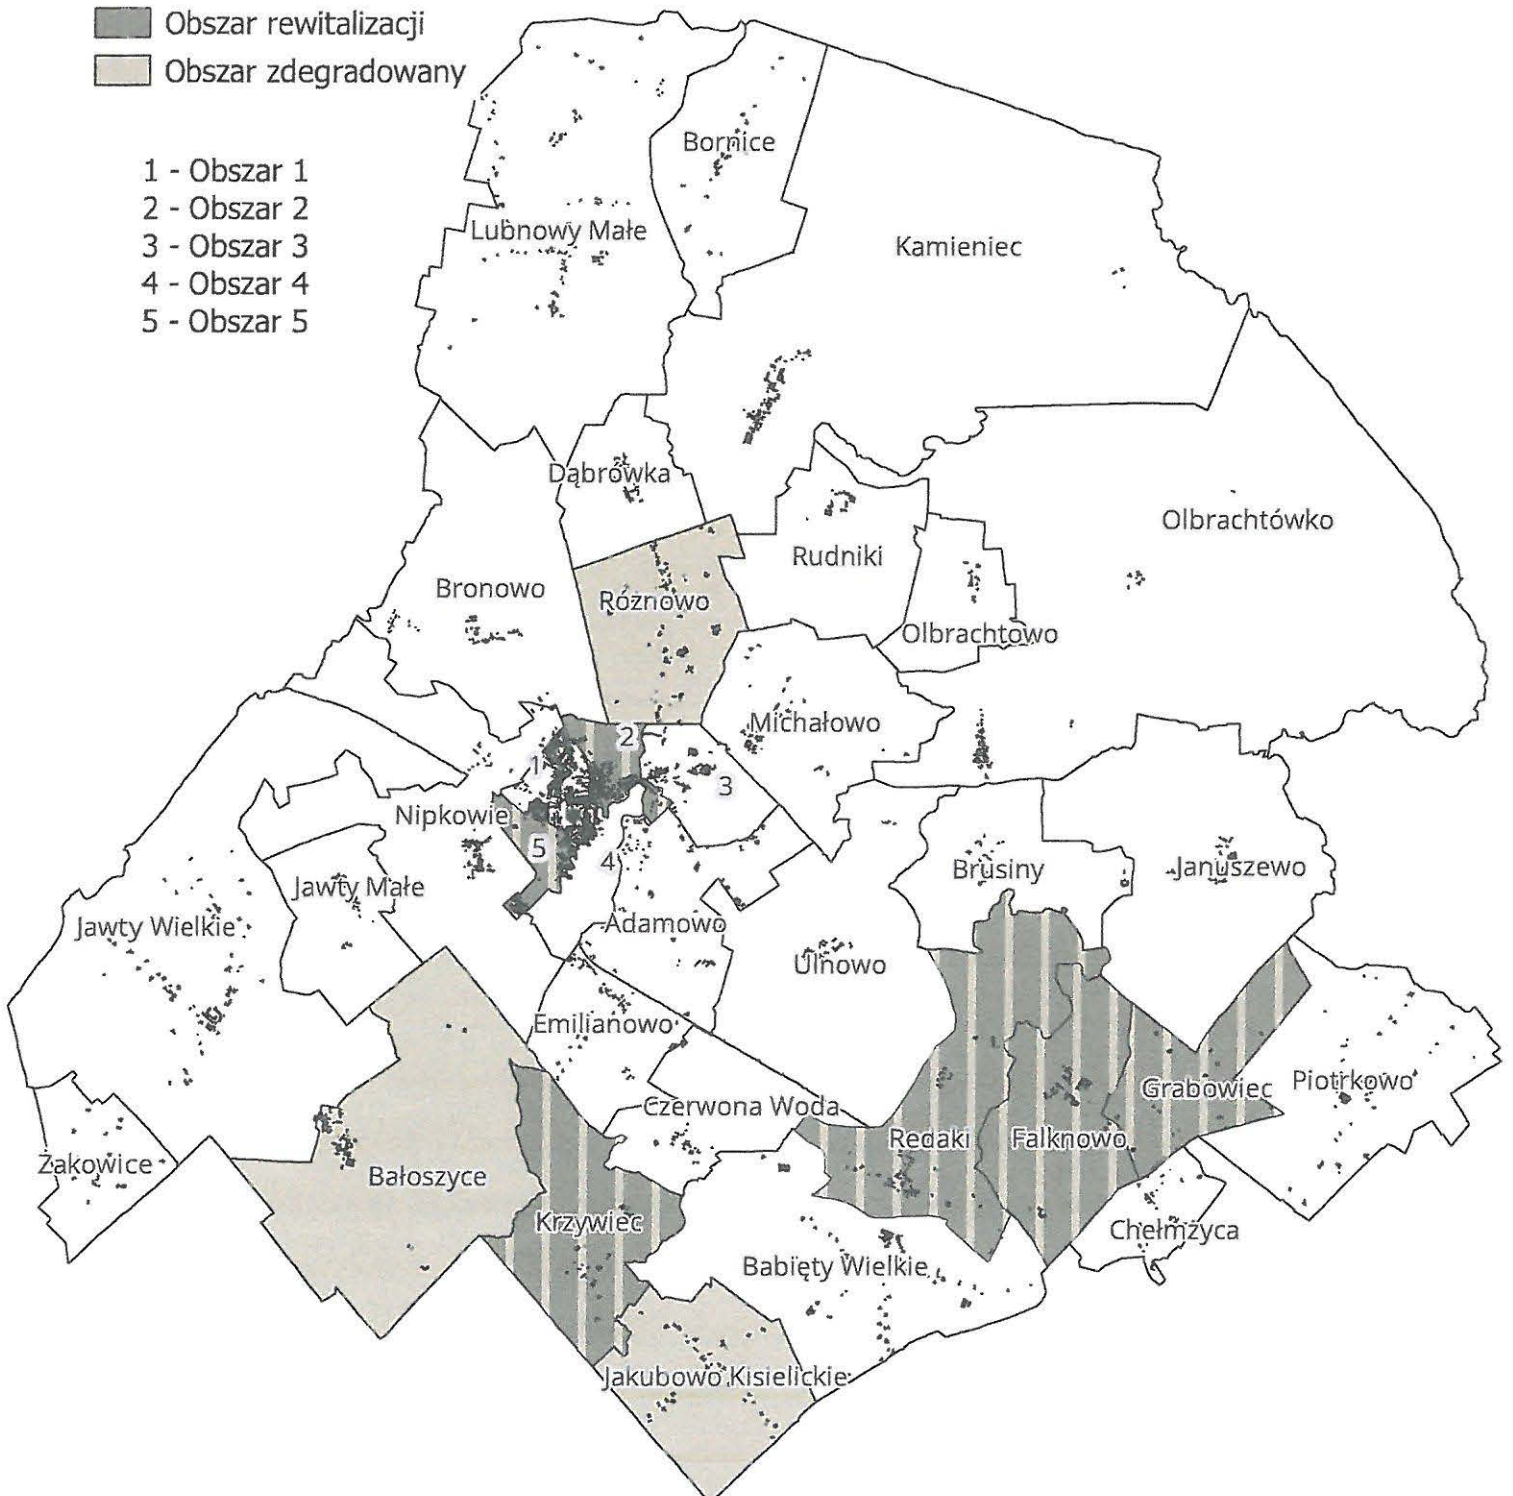 Obszar rewitalizacji
Obszar zdegradowany
1 - Obszar 1
2 - Obszar 2
3 - Obszar 3
4 - Obszar 4
5 - Obszar 5
Bornice
Lubnowy Małe
Kamieniec
Dąbrówka
Olbrachtówko
Rudniki
Bronowo
Różnowo
Olbrachtowo
Michałowo
2
1
3
Nipkowie
5
4
Brusiny
Januszewo
Jawty Małe
Jawty Wielkie
Adamowo
Ulnowo
Emilianowo
Piotrkowo
Grabowiec
Czerwona Woda
Redaki
Falknowo
Żakowice
Bałoszyce
Krzywiec
Chełmżyca
Babięty Wielkie
Jakubowo Kisielickie